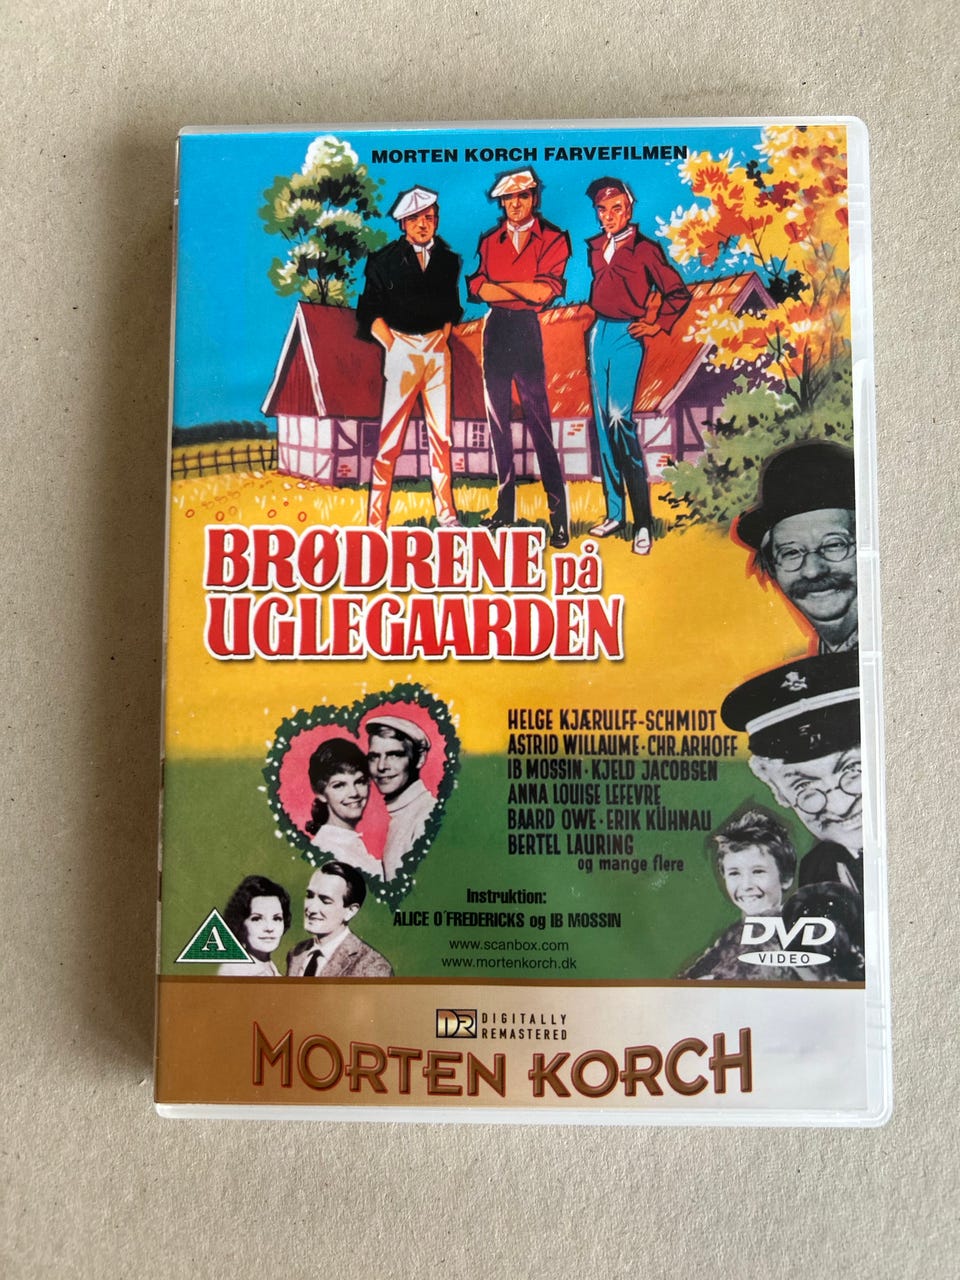 MORTEN KORCH FARVEFILMEN
BRØDRENE på
UGLEGAARDEN
HELGE KJÆRULFF-SCHMIDT
ASTRID WILLAUME · CHR. ARHOFF
IB MOSSIN · KJELD JACOBSEN
ANNA LOUISE LEFEVRE
BAARD OWE · ERIK KÜHNAU
BERTEL LAURING
og mange flere
Instruktion:
ALICE O'FREDERICKS og IB MOSSIN
www.scanbox.com
www.mortenkorch.dk
A
DVD
VIDEO
DR DIGITALLY
REMASTERED
MORTEN KORCH